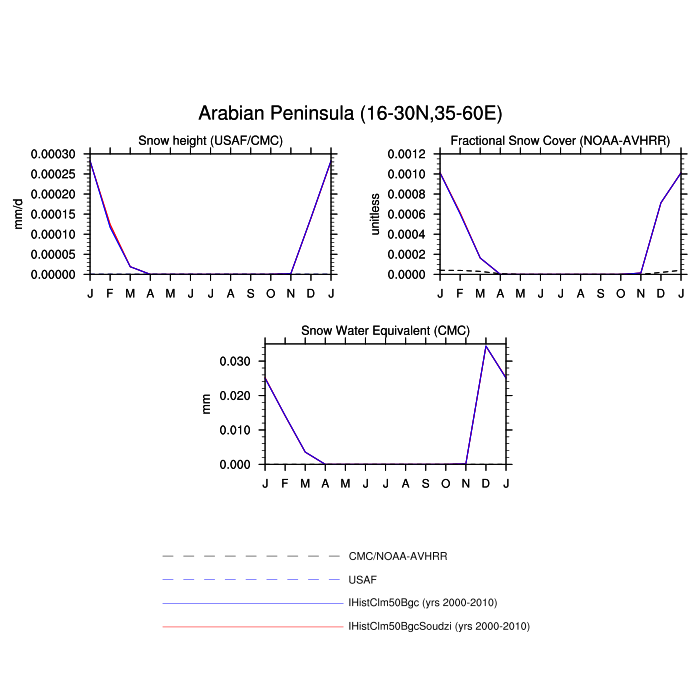 Arabian Peninsula (16-30N,35-60E)
Snow height (USAF/CMC)
mm/d
0.00030
0.00025
0.00020
0.00015
0.00010
0.00005
0.00000
J F M A M J J A S O N D J
Fractional Snow Cover (NOAA-AVHRR)
unitless
0.0012
0.0010
0.0008
0.0006
0.0004
0.0002
0.0000
J F M A M J J A S O N D J
Snow Water Equivalent (CMC)
mm
0.030
0.020
0.010
0.000
J F M A M J J A S O N D J
CMC/NOAA-AVHRR
USAF
IHistClm50Bgc (yrs 2000-2010)
IHistClm50BgcSoudzi (yrs 2000-2010)